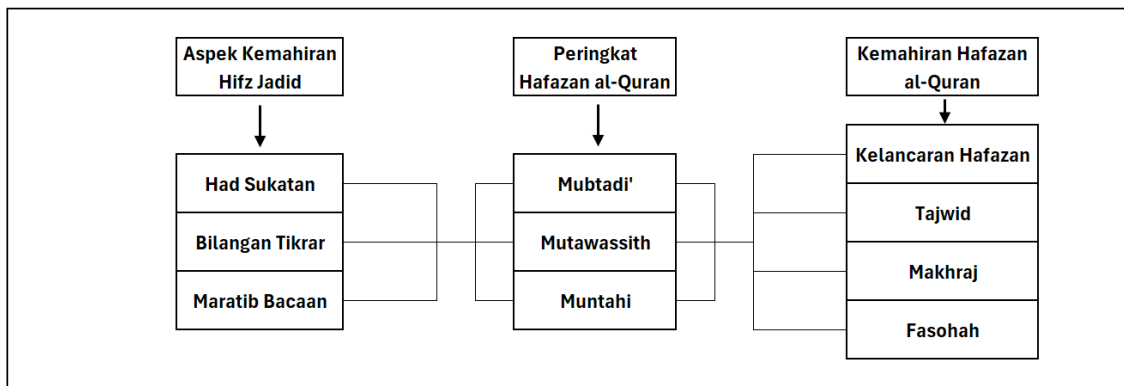 Aspek Kemahiran
Hifz Jadid
Peringkat
Hafazan al-Quran
Kemahiran Hafazan
al-Quran
Had Sukatan
Bilangan Tikrar
Maratib Bacaan
Mubtadi'
Mutawassith
Muntahi
Kelancaran Hafazan
Tajwid
Makhraj
Fasohah